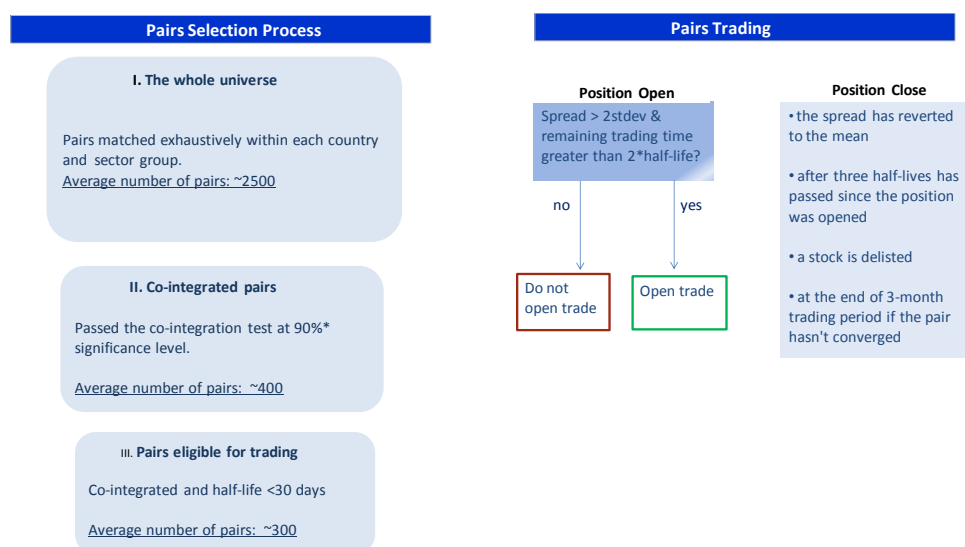 Pairs Selection Process
I. The whole universe
Pairs matched exhaustively within each country
and sector group.
Average number of pairs: ~2500
II. Co-integrated pairs
Passed the co-integration test at 90%*
significance level.
Average number of pairs: ~400
III. Pairs eligible for trading
Co-integrated and half-life <30 days
Average number of pairs: ~300
Pairs Trading
Position Open
Spread > 2stdev &
remaining trading time
greater than 2*half-life?
no
yes
Do not
open trade
Open trade
Position Close
• the spread has reverted
to the mean
• after three half-lives has
passed since the position
was opened
• a stock is delisted
• at the end of 3-month
trading period if the pair
hasn't converged